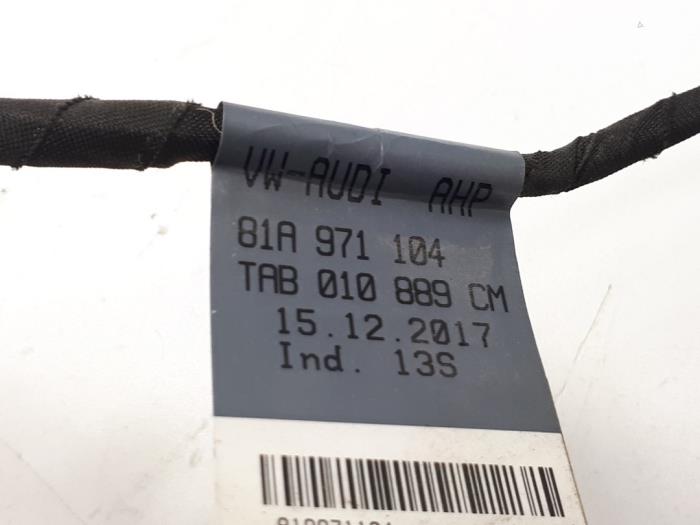 VW-AUDI AHP
81A 971 104
TAB 010 889 CM
15.12.2017
Ind. 13S